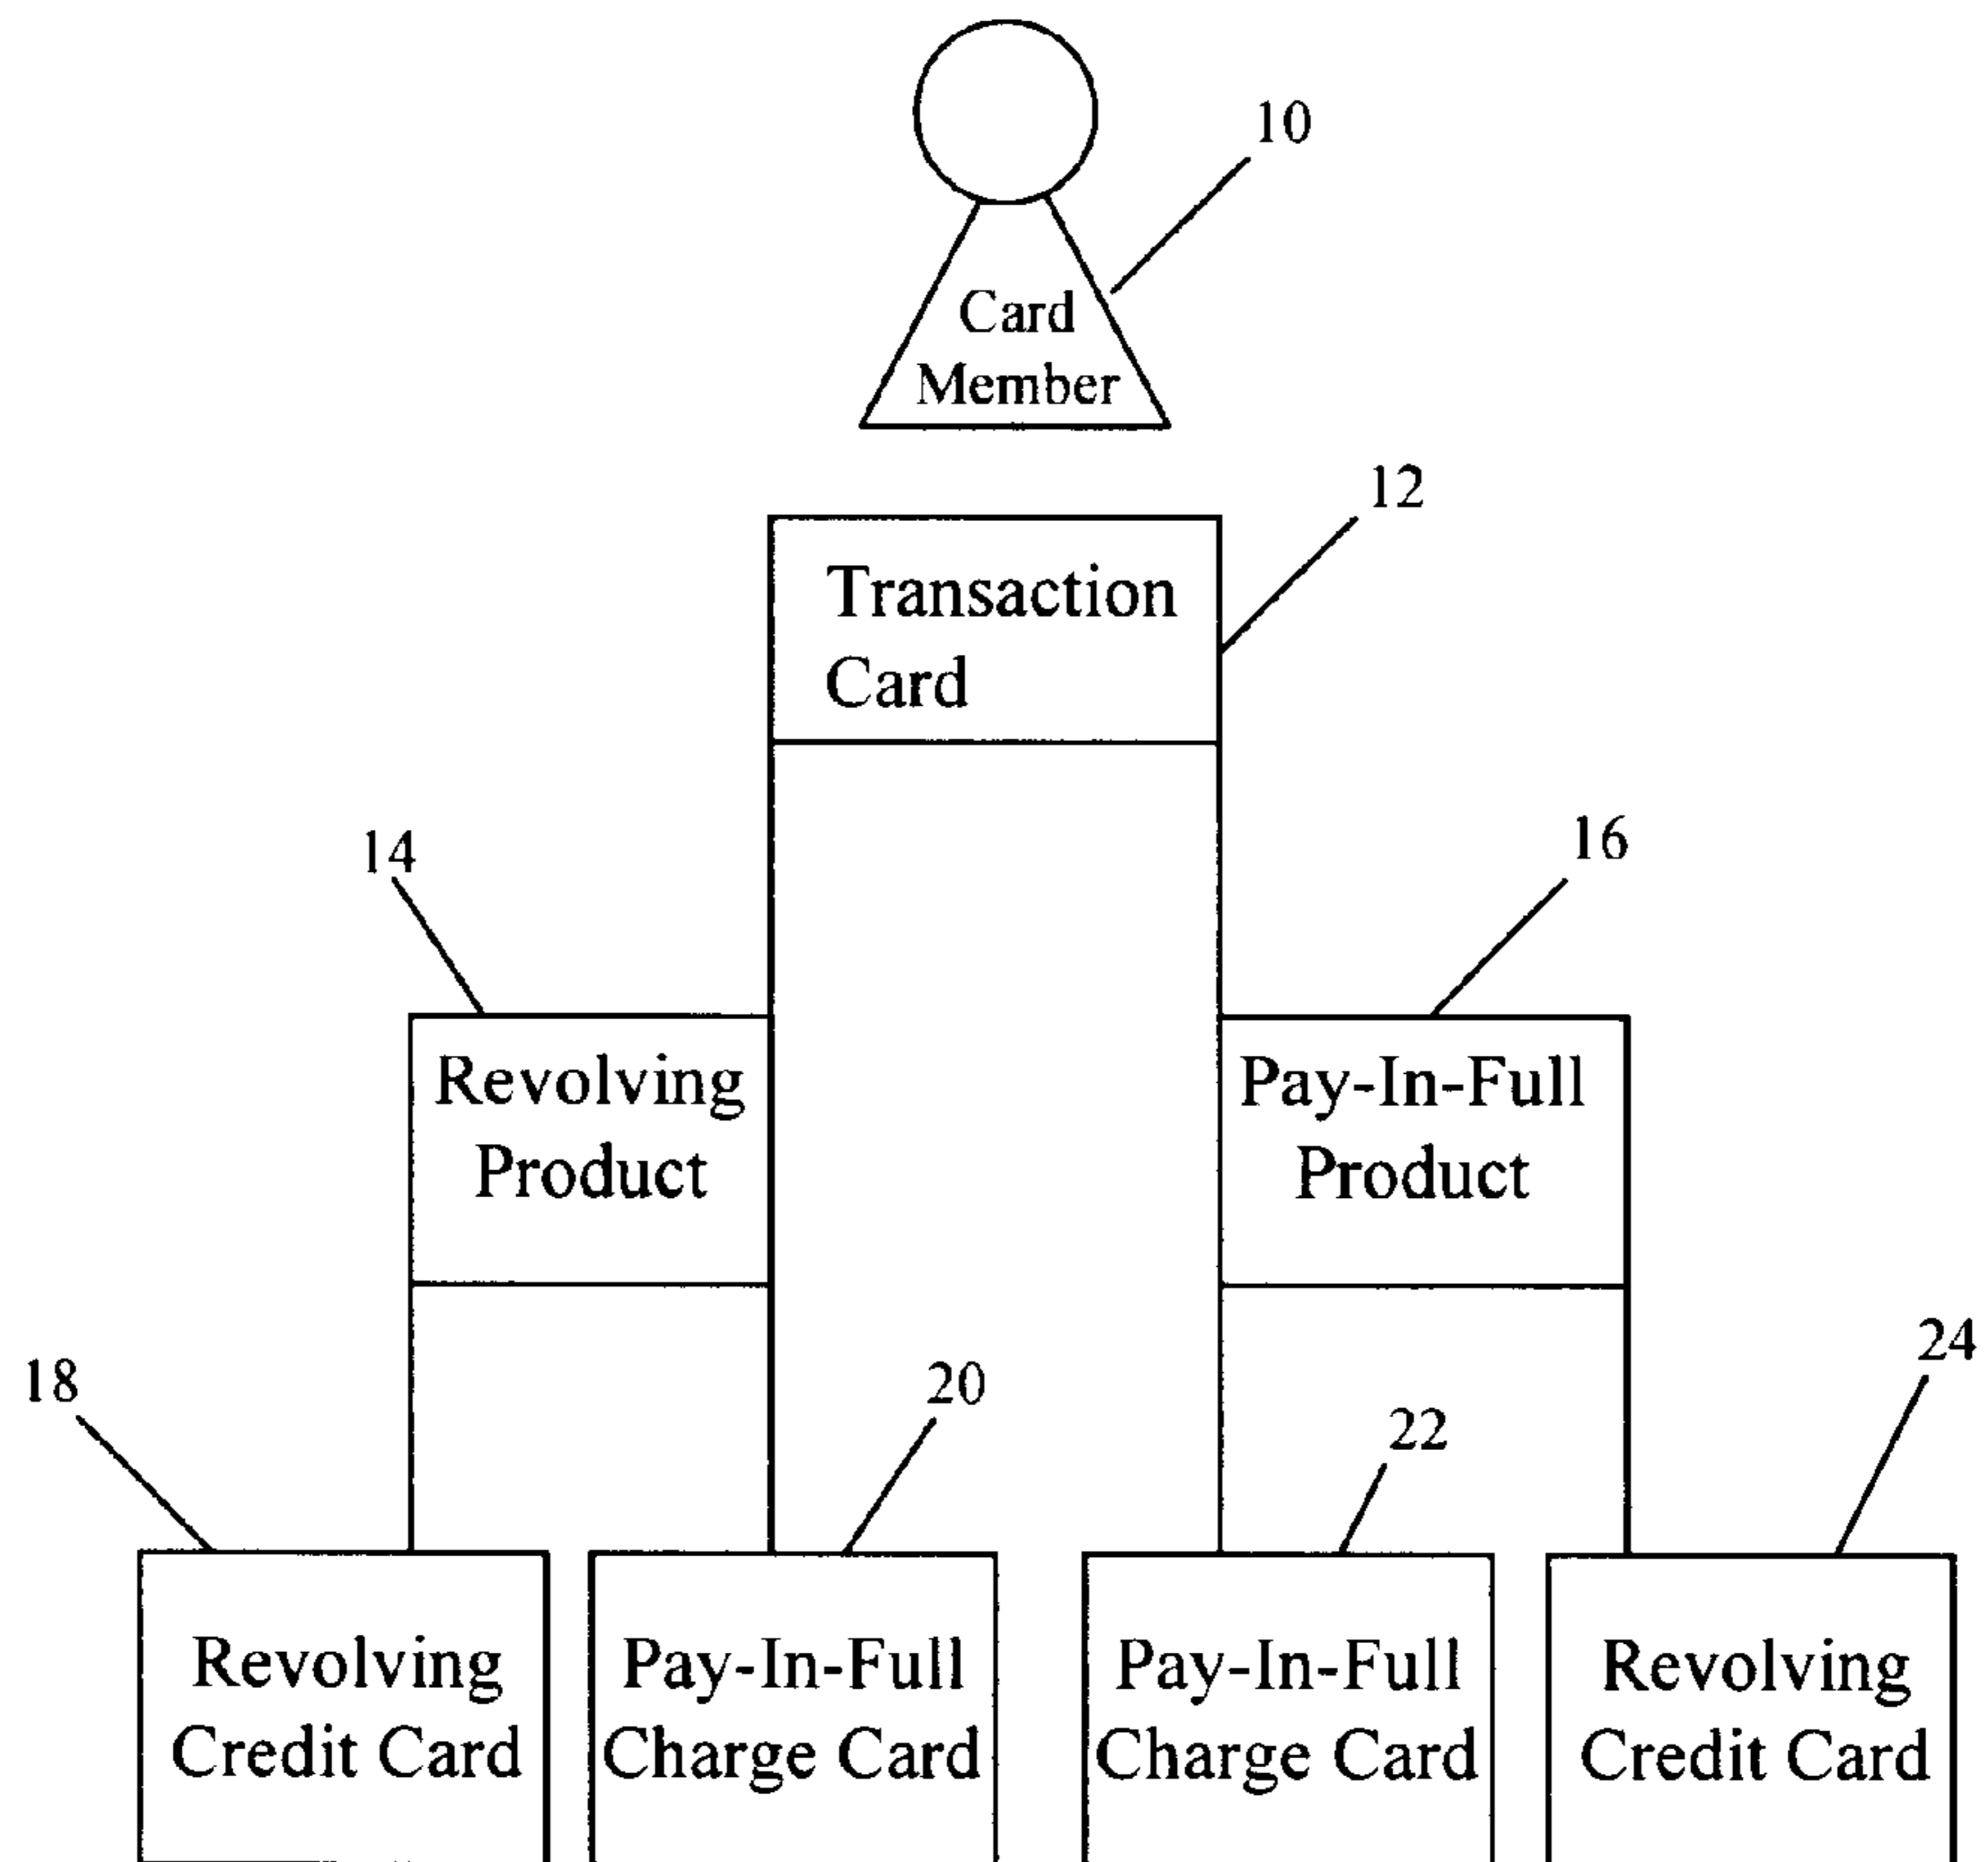 10
Card
Member
12
Transaction
Card
14
16
Revolving
Product
Pay-In-Full
Product
18
20
22
24
Revolving
Credit Card
Pay-In-Full
Charge Card
Pay-In-Full
Charge Card
Revolving
Credit Card